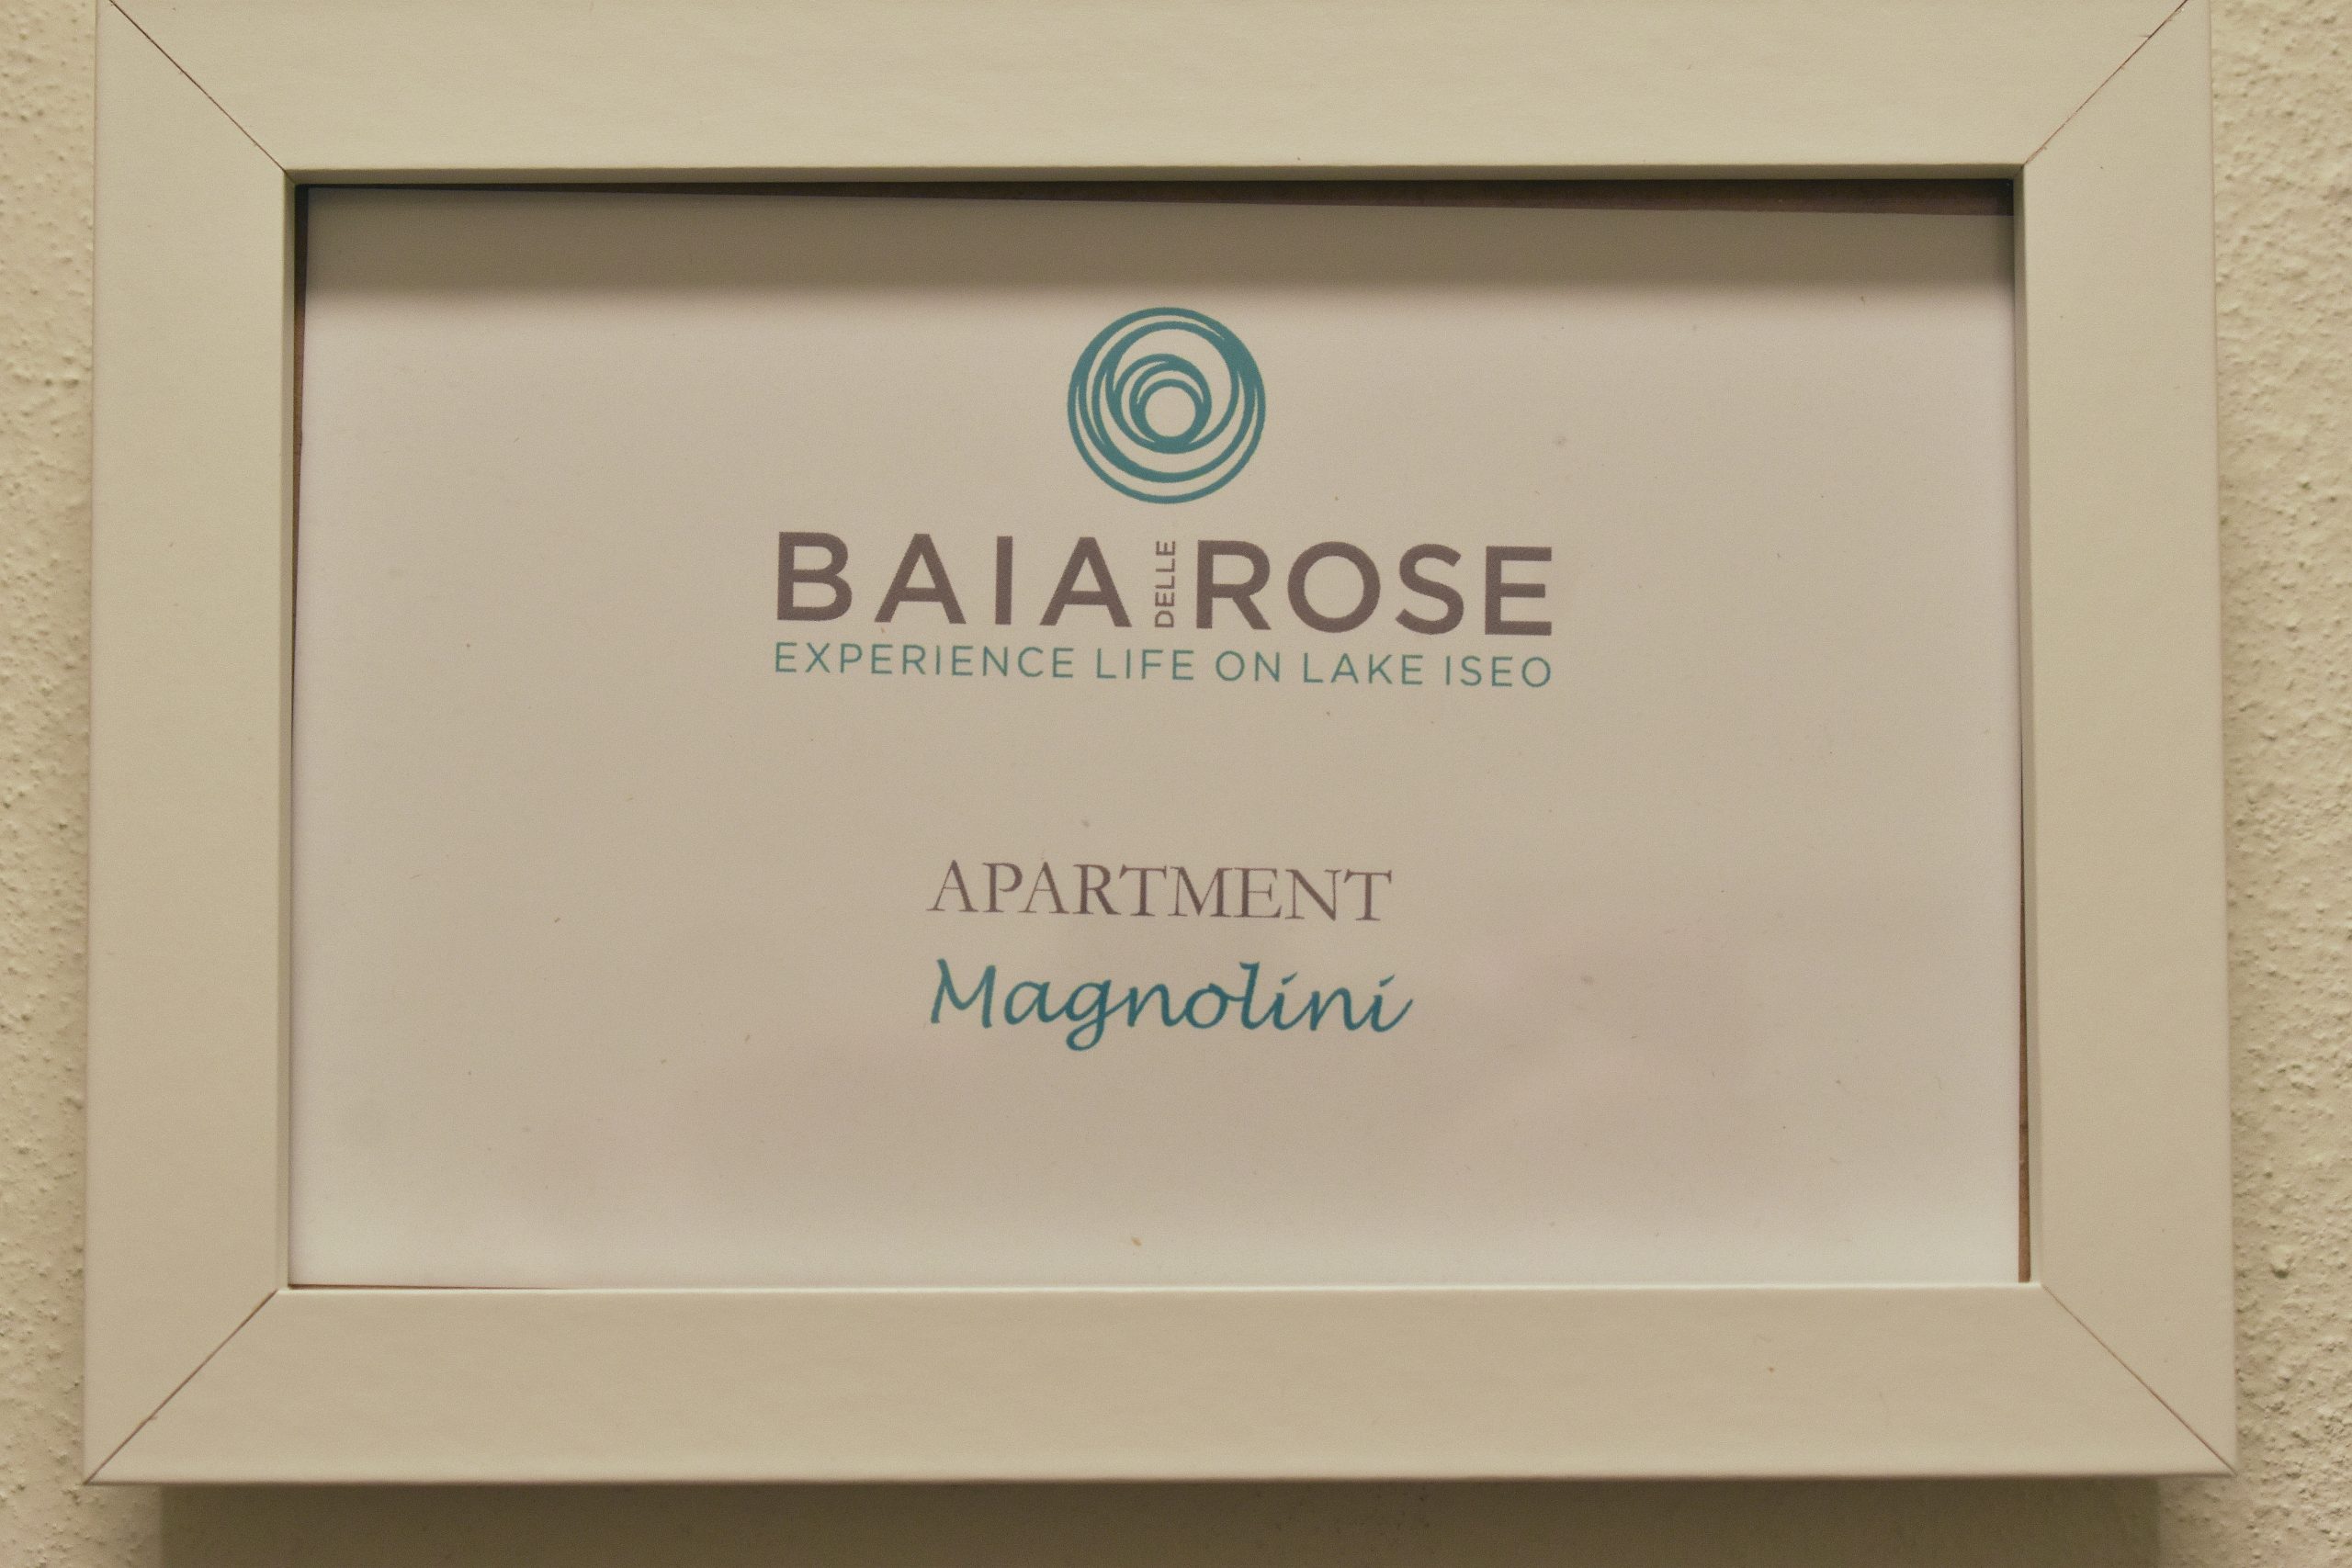 BAIA DELLE ROSE
EXPERIENCE LIFE ON LAKE ISEO
APARTMENT
Magnolini